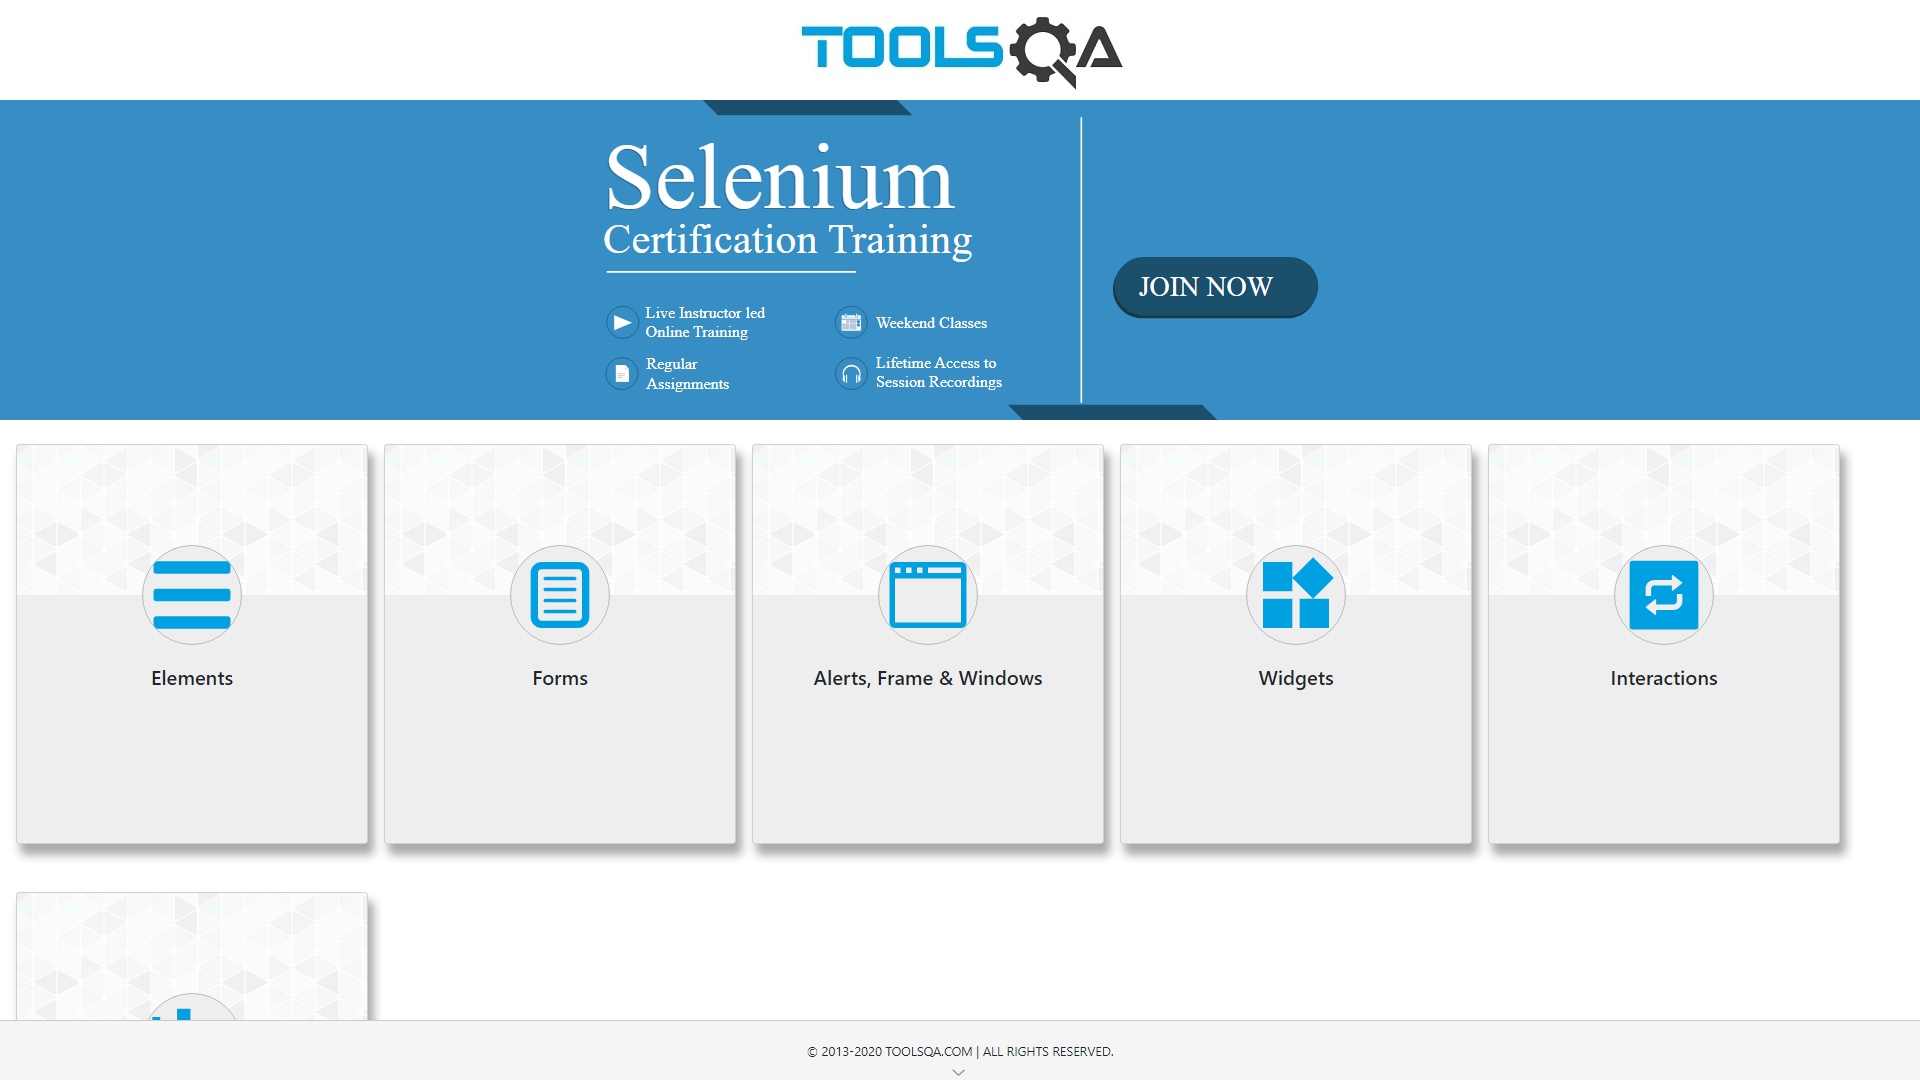 TOOLSQA
Selenium
Certification Training
Live Instructor led
Online Training
Weekend Classes
Regular
Assignments
Lifetime Access to
Session Recordings
JOIN NOW
Elements
Forms
Alerts, Frame & Windows
Widgets
Interactions
© 2013-2020 TOOLSQA.COM | ALL RIGHTS RESERVED.